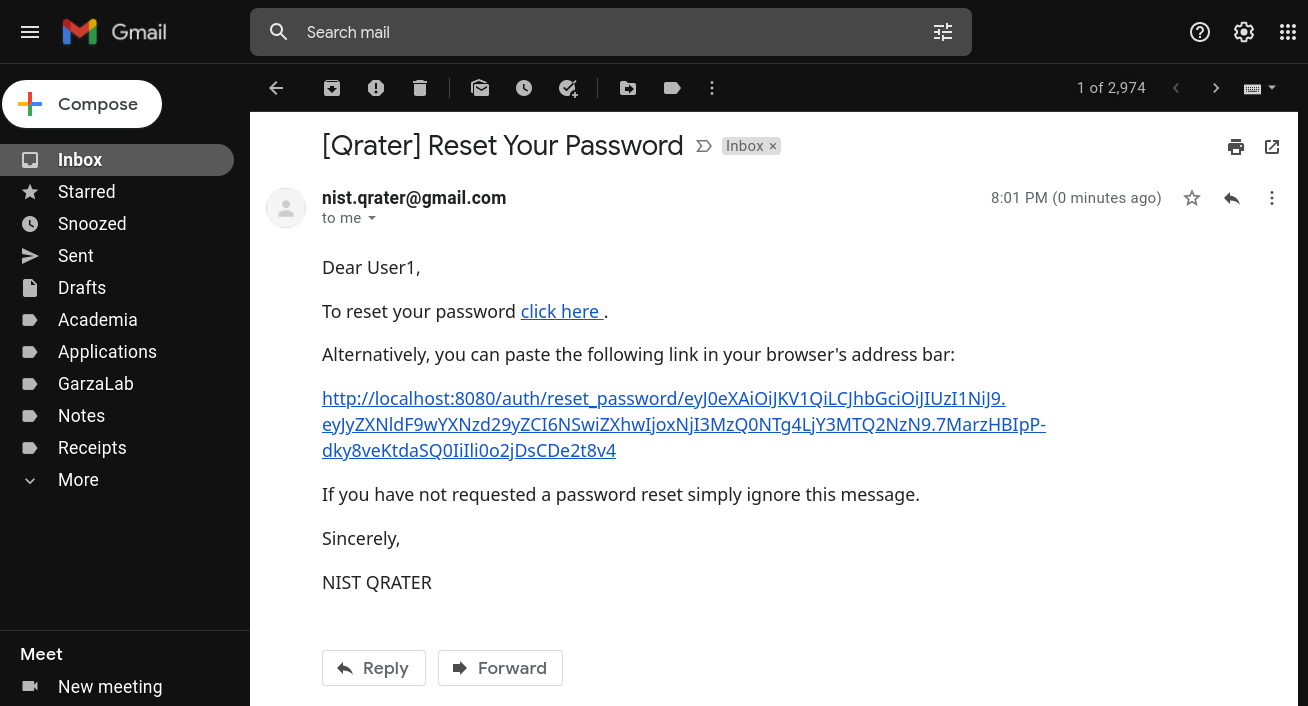 Gmail
Search mail
Compose
1 of 2,974
Inbox
Starred
Snoozed
Sent
Drafts
Academia
Applications
GarzaLab
Notes
Receipts
More
Meet
New meeting
[Qrater] Reset Your Password
Inbox ×
nist.qrater@gmail.com
8:01 PM (0 minutes ago)
to me
Dear User1,
To reset your password click here .
Alternatively, you can paste the following link in your browser's address bar:
http://localhost:8080/auth/reset_password/eyJ0eXAiOiJKV1QiLCJhbGciOiJIUzI1NiJ9.
eyJyZXNldF9wYXNzd29yZCI6NSwiZXhwIjoxNjI3MzQ0NTg4LjY3MTQ2NzN9.7MarzHBIpP-
dky8veKtdaSQ0IiIli0o2jDsCDe2t8v4
If you have not requested a password reset simply ignore this message.
Sincerely,
NIST QRATER
Reply
Forward